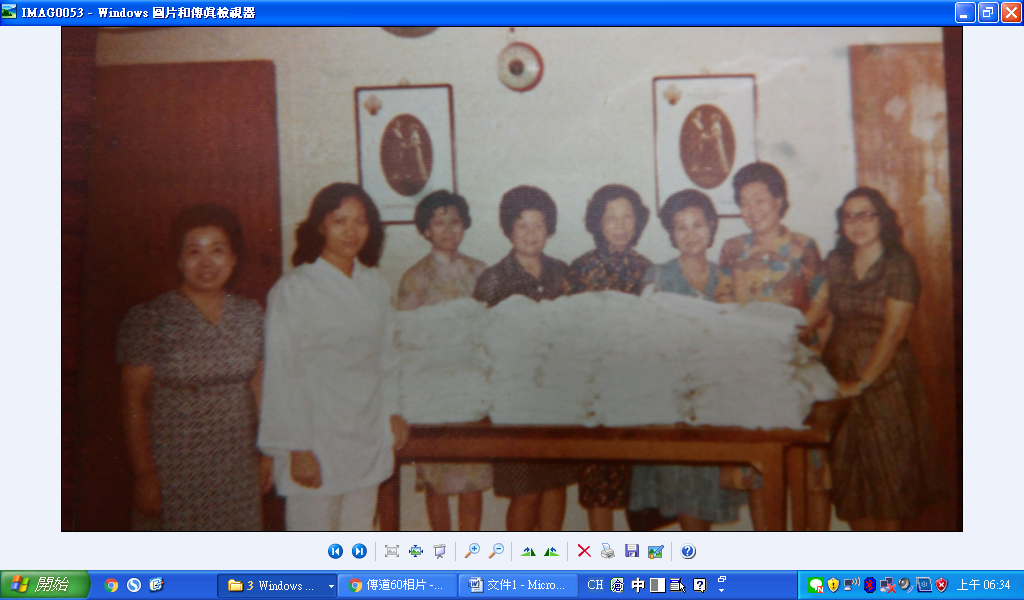 IMAG0053 - Windows 圖片和傳真檢視器
開始
3 Windows ...
傳道60相片 -...
文件1 - Micro...
CH
中
上午 06:34